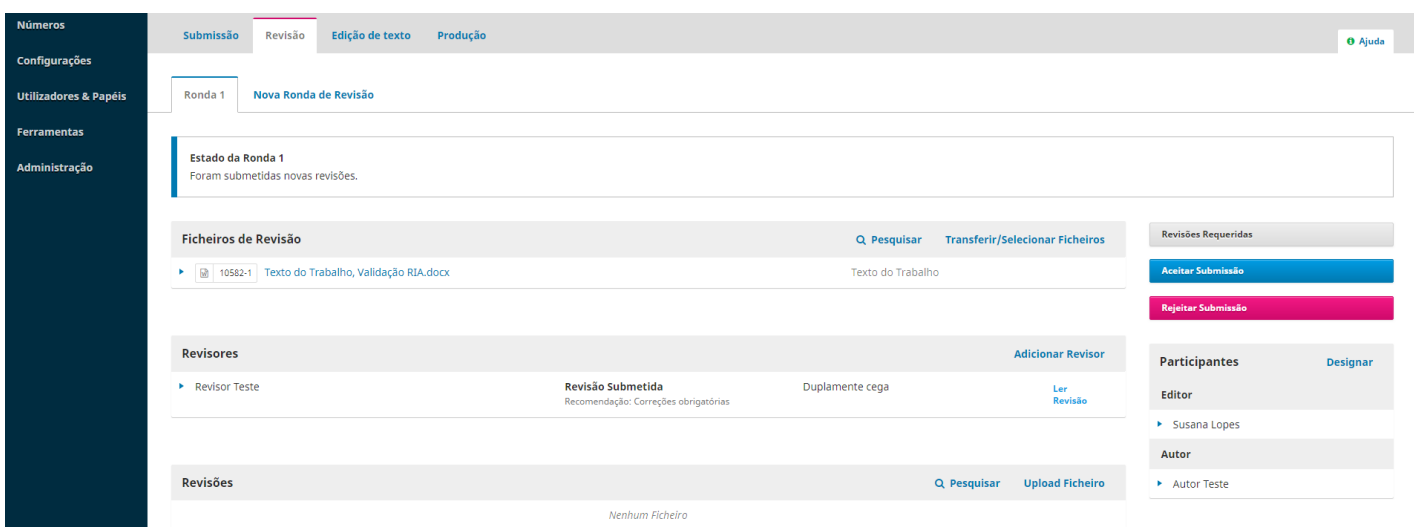 Números
Configurações
Utilizadores & Papéis
Ferramentas
Administração
Submissão Revisão Edição de texto Produção
Ajuda
Ronda 1 Nova Ronda de Revisão
Estado da Ronda 1
Foram submetidas novas revisões.
Ficheiros de Revisão Pesquisar Transferir/Selecionar Ficheiros
10582-1 Texto do Trabalho, Validação RIA.docx Texto do Trabalho
Revisores Adicionar Revisor
Revisor Teste Revisão Submetida Duplamente cega Ler
Recomendação: Correções obrigatórias Revisão
Revisões Pesquisar Upload Ficheiro
Nenhum Ficheiro
Revisões Requeridas
Aceitar Submissão
Rejeitar Submissão
Participantes Designar
Editor
Susana Lopes
Autor
Autor Teste